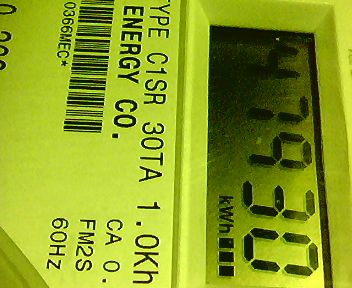 47930
kWh
TYPE C1SR 30TA 1.0Kh
ENERGY CO.
CA 0.
FM2S
60HZ
0366MEC*